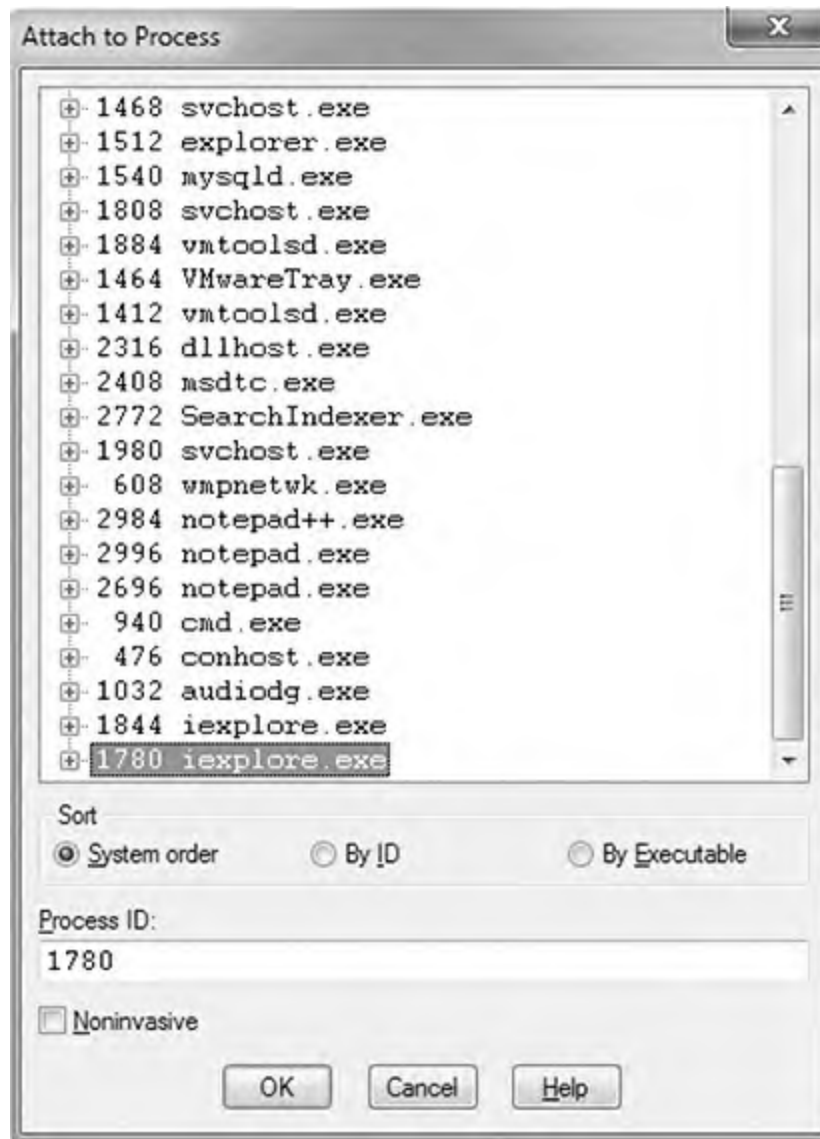 Attach to Process
1468 svchost.exe
1512 explorer.exe
1540 mysqld.exe
1808 svchost.exe
1884 vmtoolsd.exe
1464 VMwareTray.exe
1412 vmtoolsd.exe
2316 dllhost.exe
2408 msdtc.exe
2772 SearchIndexer.exe
1980 svchost.exe
608 wmpnetwk.exe
2984 notepad++.exe
2996 notepad.exe
2696 notepad.exe
940 cmd.exe
476 conhost.exe
1032 audiodg.exe
1844 iexplore.exe
1780 iexplore.exe
Sort
System order By ID By Executable
Process ID:
1780
Noninvasive
OK Cancel Help